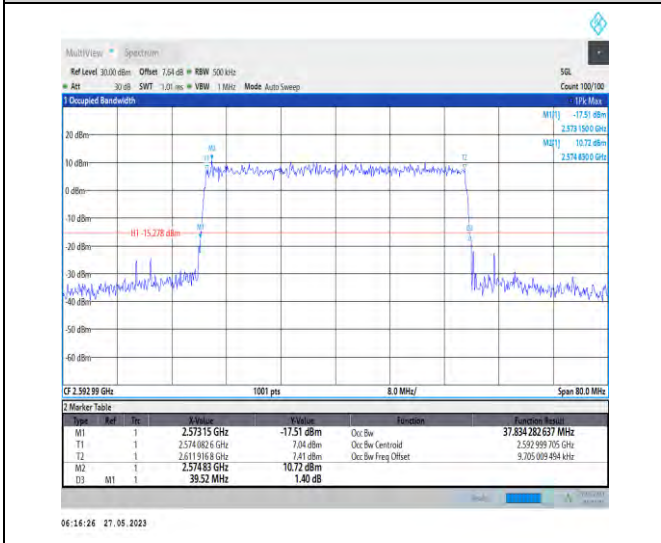 MultiView Spectrum
Ref Level 30.00 dBm Offset 7.64 dB RBW 500 kHz SGL
Att 30 dB SWT 1.01 ms VBW 1 MHz Mode Auto Sweep Count 100/100
1 Occupied Bandwidth 1Pk Max
M1[1] -17.51 dBm
2.573 150 0 GHz
M2[1] 10.72 dBm
2.574 830 0 GHz
20 dBm
M2
T1 T2
10 dBm
0 dBm
-10 dBm
M1 D3
H1 -15.278 dBm
-20 dBm
-30 dBm
-40 dBm
-50 dBm
-60 dBm
CF 2.592 99 GHz 1001 pts 8.0 MHz/ Span 80.0 MHz
2 Marker Table
Type Ref Trc X-Value Y-Value Function Function Result
M1 1 2.573 15 GHz -17.51 dBm Occ Bw 37.834 282 637 MHz
T1 1 2.574 082 6 GHz 7.04 dBm Occ Bw Centroid 2.592 999 705 GHz
T2 1 2.611 916 8 GHz 7.41 dBm Occ Bw Freq Offset 9.705 009 494 kHz
M2 1 2.574 83 GHz 10.72 dBm
D3 M1 1 39.52 MHz 1.40 dB
06:16:26 27.05.2023